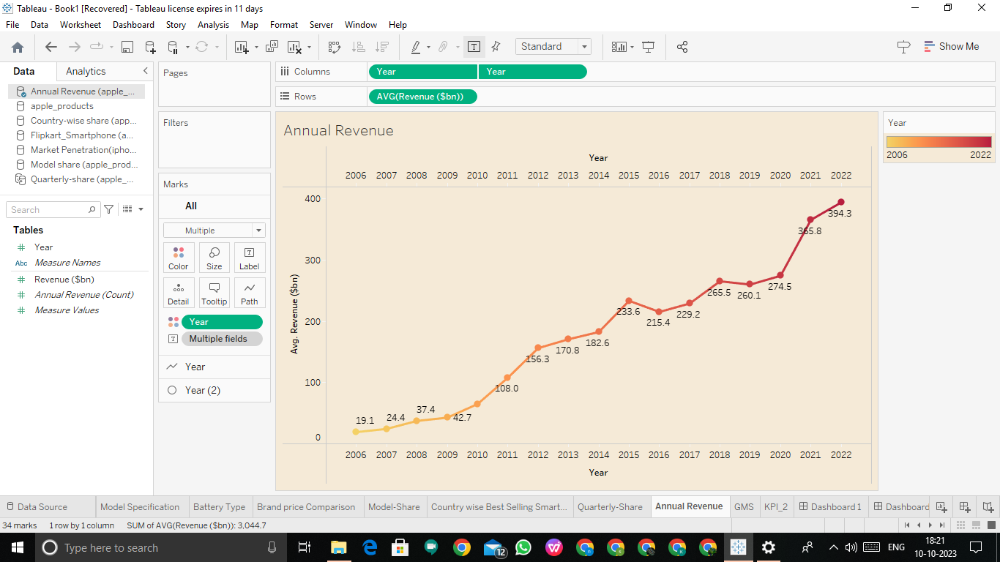 Tableau - Book1 [Recovered] - Tableau license expires in 11 days
File Data Worksheet Dashboard Story Analysis Map Format Server Window Help
Standard
Show Me
Data Analytics
Annual Revenue (apple_...
apple_products
Country-wise share (app...
Flipkart_Smartphone (a...
Market Penetration(ipho...
Model share (apple_prod...
Quarterly-share (apple_...
Search
Tables
Year
Abc Measure Names
Revenue ($bn)
Annual Revenue (Count)
Measure Values
Pages
Filters
Marks
All
Multiple
Color Size Label
Detail Tooltip Path
Year
Multiple fields
Year
Year (2)
Columns Year Year
Rows AVG(Revenue ($bn))
Annual Revenue
Year
2006 2007 2008 2009 2010 2011 2012 2013 2014 2015 2016 2017 2018 2019 2020 2021 2022
400
300
200
100
0
Avg. Revenue ($bn)
19.1
24.4
37.4
42.7
108.0
156.3
170.8
182.6
233.6
215.4
229.2
265.5
260.1
274.5
365.8
394.3
2006 2007 2008 2009 2010 2011 2012 2013 2014 2015 2016 2017 2018 2019 2020 2021 2022
Year
Year
2006 2022
Data Source Model Specification Battery Type Brand price Comparison Model-Share Country wise Best Selling Smart... Quarterly-Share Annual Revenue GMS KPI_2 Dashboard 1 Dashboard
34 marks 1 row by 1 column SUM of AVG(Revenue ($bn)): 3,044.7
Type here to search
12
ENG
18:21
10-10-2023